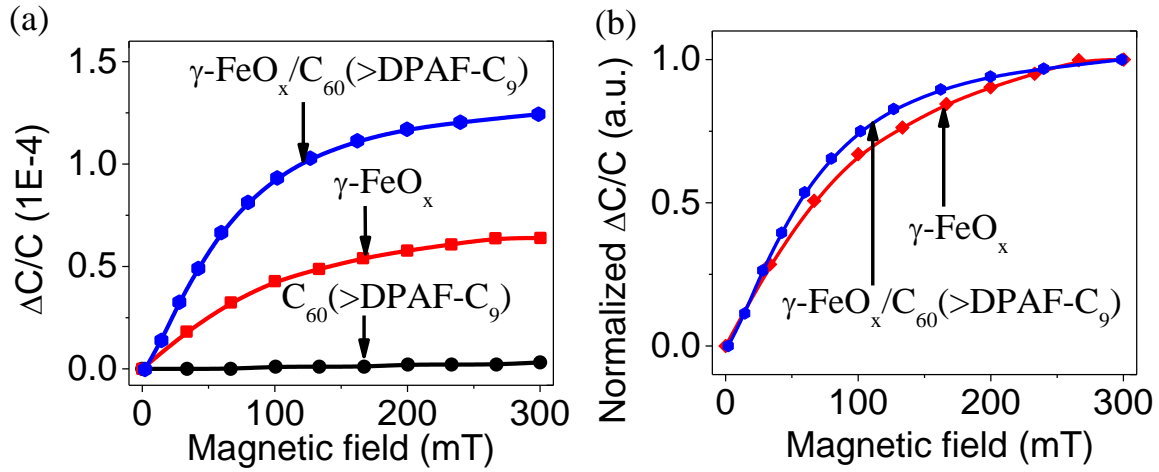 (a)
ΔC/C (1E-4)
1.5
1.0
0.5
0.0
γ-FeOₓ/C₆₀(>DPAF-C₉)
γ-FeOₓ
C₆₀(>DPAF-C₉)
0 100 200 300
Magnetic field (mT)
(b)
Normalized ΔC/C (a.u.)
1.0
0.5
0.0
γ-FeOₓ
γ-FeOₓ/C₆₀(>DPAF-C₉)
0 100 200 300
Magnetic field (mT)